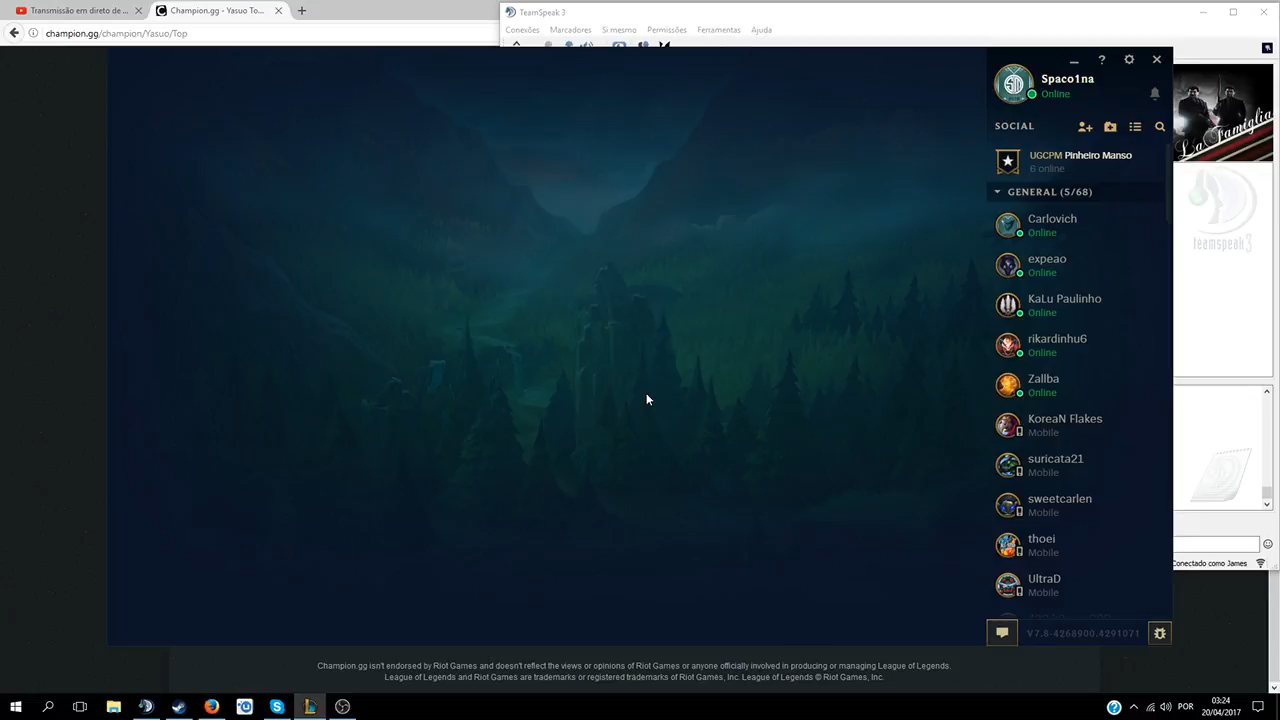 Transmissão em direto de
Champion.gg - Yasuo To...
champion.gg/champion/Yasuo/Top
TeamSpeak 3
Conexões Marcadores Si mesmo Permissões Ferramentas Ajuda
Spaco1na
Online
SOCIAL
UGCPM Pinheiro Manso
6 online
GENERAL (5/68)
Carlovich
Online
expeao
Online
KaLu Paulinho
Online
rikardinhu6
Online
Zallba
Online
KoreaN Flakes
Mobile
suricata21
Mobile
sweetcarlen
Mobile
thoei
Mobile
UltraD
Mobile
V7.8-4268900.4291071
La Famiglia
teamspeak 3
Conectado como James
Champion.gg isn't endorsed by Riot Games and doesn't reflect the views or opinions of Riot Games or anyone officially involved in producing or managing League of Legends.
League of Legends and Riot Games are trademarks or registered trademarks of Riot Games, Inc. League of Legends © Riot Games, Inc.
POR
03:24
20/04/2017